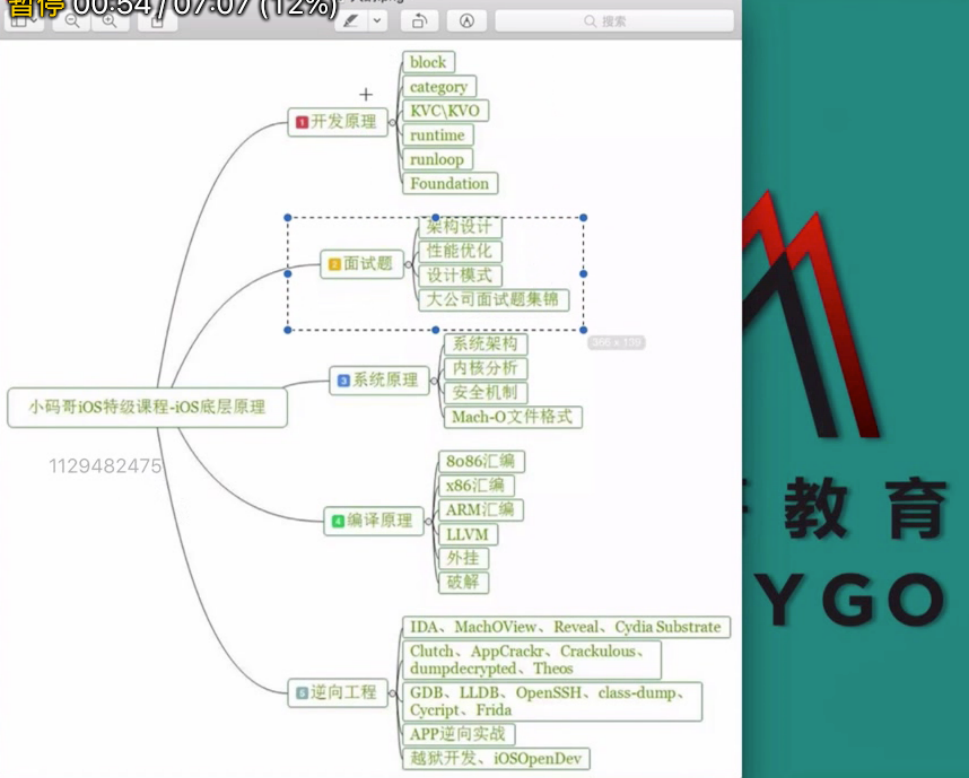 暂停 00:54 / 07:07 (12%)
搜索
block
category
1 开发原理
KVC\KVO
runtime
runloop
Foundation
架构设计
性能优化
2 面试题
设计模式
大公司面试题集锦
系统架构
内核分析
3 系统原理
安全机制
Mach-O文件格式
小码哥iOS特级课程-iOS底层原理
1129482475
8086汇编
x86汇编
ARM汇编
4 编译原理
LLVM
外挂
破解
IDA、MachOView、Reveal、Cydia Substrate
Clutch、AppCrackr、Crackulous、
dumpdecrypted、Theos
5 逆向工程
GDB、LLDB、OpenSSH、class-dump、
Cycript、Frida
APP逆向实战
越狱开发、iOSOpenDev
教育
YGO